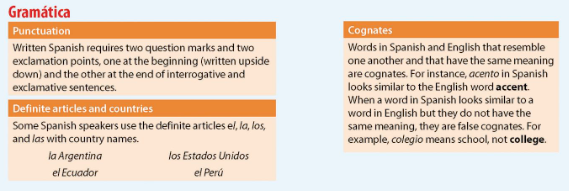 Gramática
Punctuation
Written Spanish requires two question marks and two
exclamation points, one at the beginning (written upside
down) and the other at the end of interrogative and
exclamative sentences.
Definite articles and countries
Some Spanish speakers use the definite articles el, la, los,
and las with country names.
la Argentina los Estados Unidos
el Ecuador el Perú
Cognates
Words in Spanish and English that resemble
one another and that have the same meaning
are cognates. For instance, acento in Spanish
looks similar to the English word accent.
When a word in Spanish looks similar to a
word in English but they do not have the
same meaning, they are false cognates. For
example, colegio means school, not college.